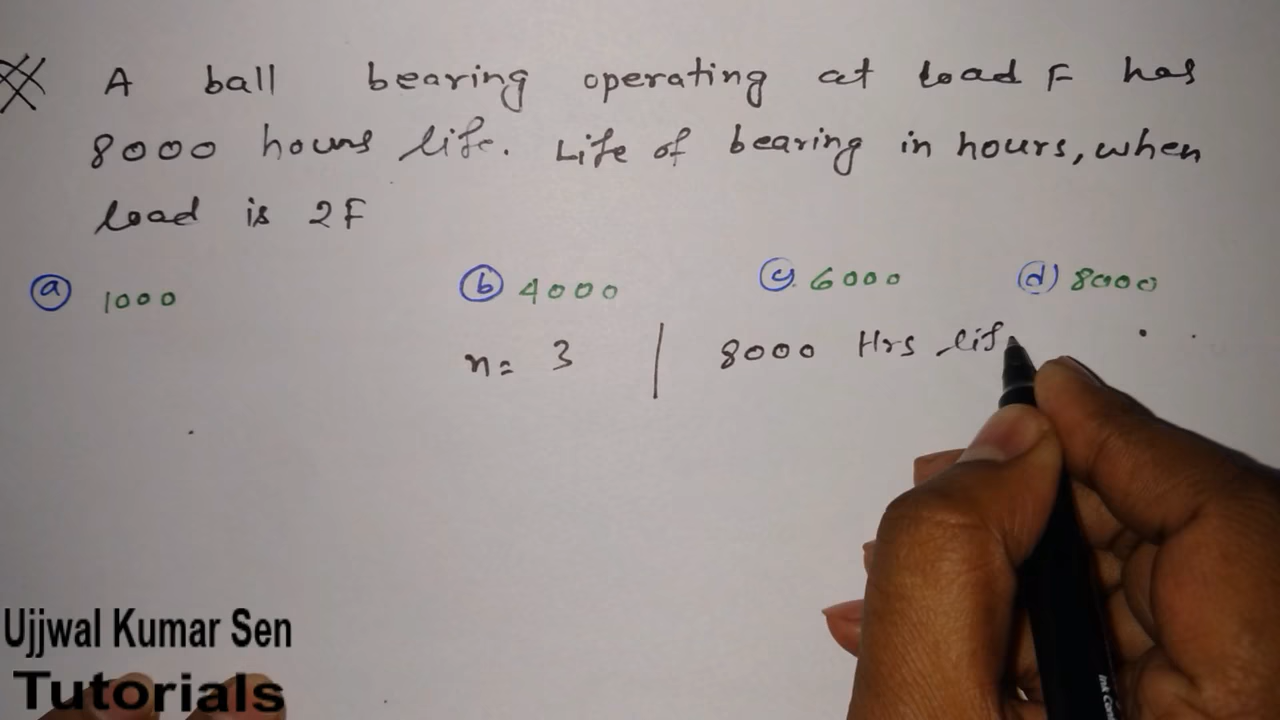 A ball bearing operating at load F has
8000 hours life. Life of bearing in hours, when
load is 2F
(a) 1000 (b) 4000 (c) 6000 (d) 8000
n = 3 | 8000 Hrs lif
Ujjwal Kumar Sen
Tutorials